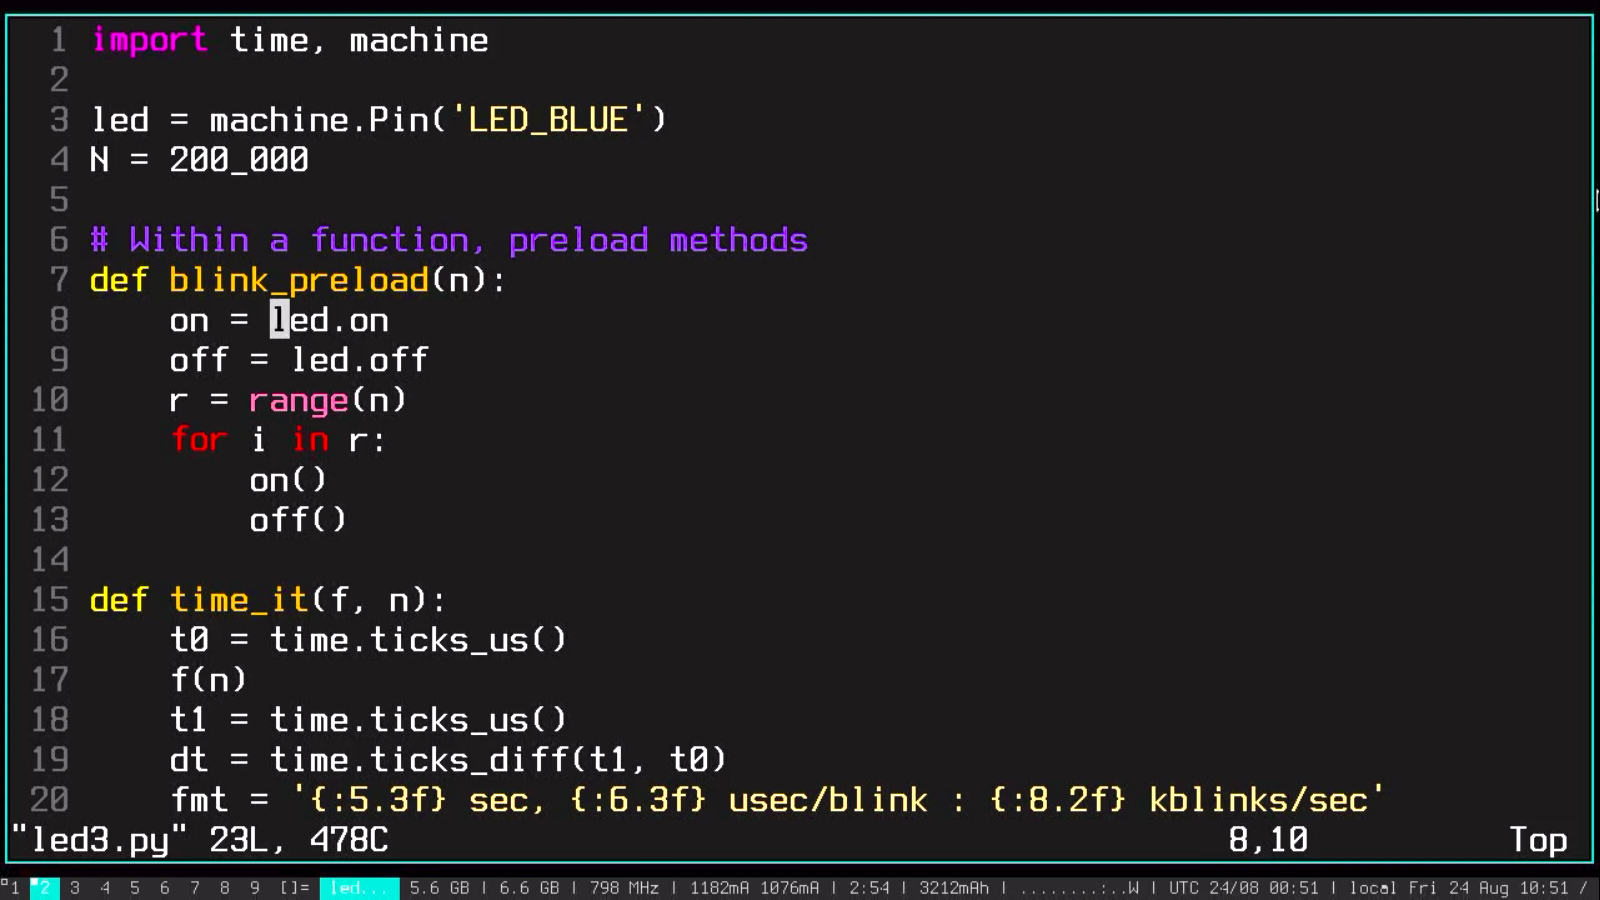 1 import time, machine
2
3 led = machine.Pin('LED_BLUE')
4 N = 200_000
5
6 # Within a function, preload methods
7 def blink_preload(n):
8     on = led.on
9     off = led.off
10     r = range(n)
11     for i in r:
12         on()
13         off()
14
15 def time_it(f, n):
16     t0 = time.ticks_us()
17     f(n)
18     t1 = time.ticks_us()
19     dt = time.ticks_diff(t1, t0)
20     fmt = '{:5.3f} sec, {:6.3f} usec/blink : {:8.2f} kblinks/sec'
"led3.py" 23L, 478C 8,10 Top
1 2 3 4 5 6 7 8 9 []= led... 5.6 GB | 6.6 GB | 798 MHz | 1182mA 1076mA | 2:54 | 3212mAh | ........:..W | UTC 24/08 00:51 | local Fri 24 Aug 10:51 /